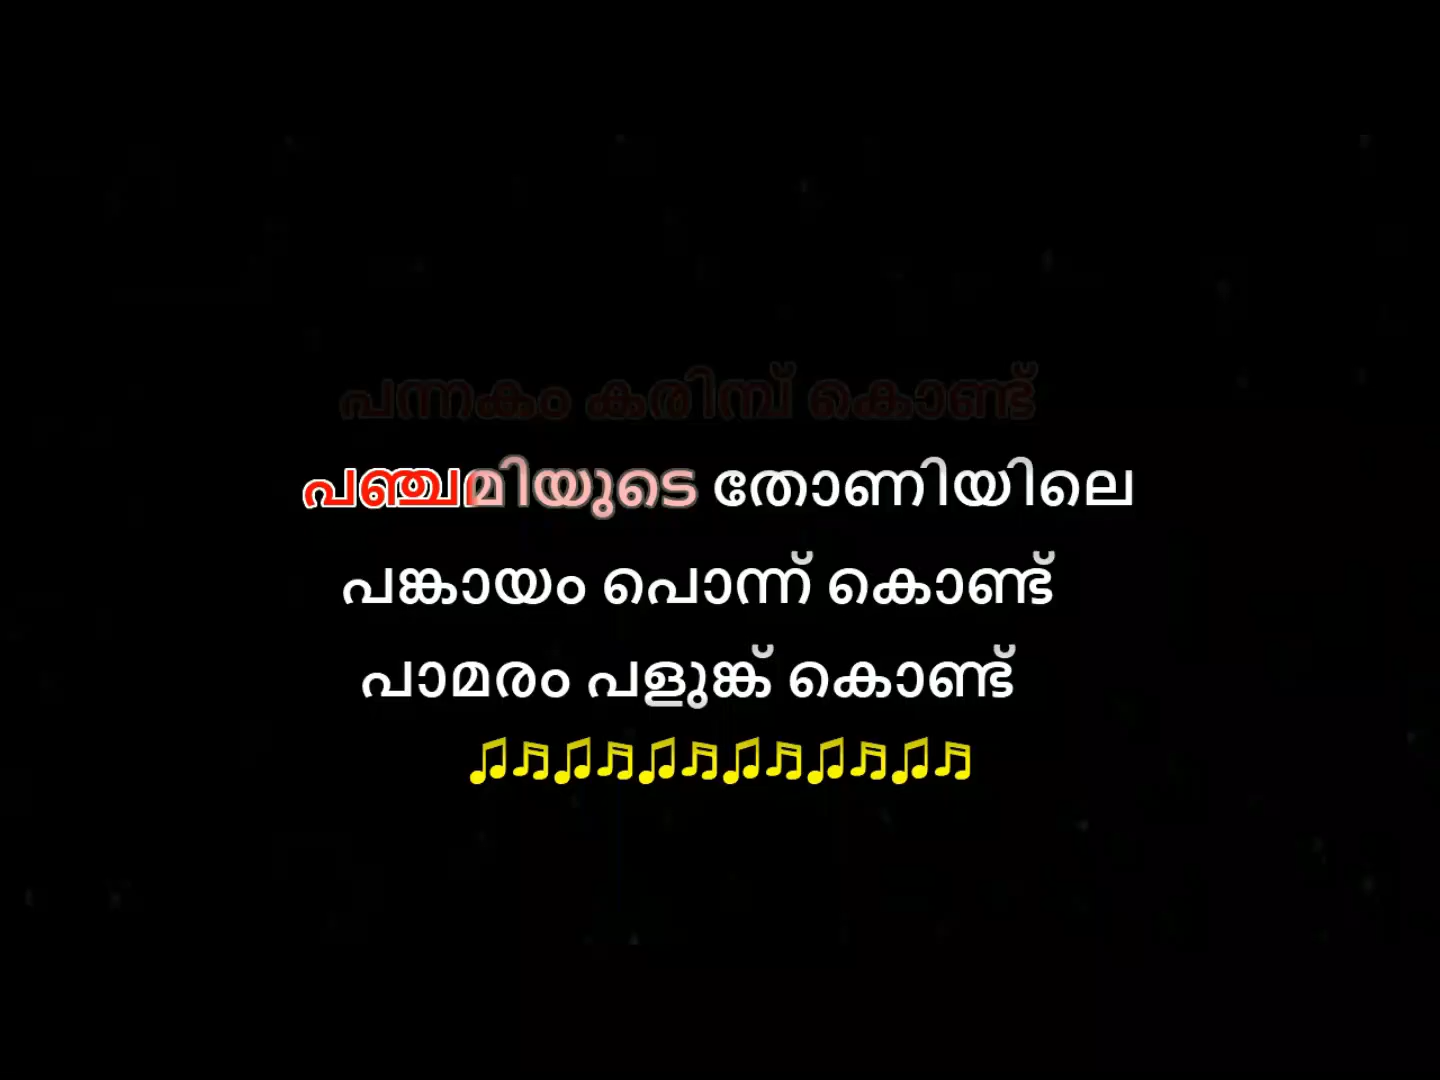 പന്നകം കരിമ്പ് കൊണ്ട്
പഞ്ചമിയുടെ തോണിയിലെ
പങ്കായം പൊന്ന് കൊണ്ട്
പാമരം പളുങ്ക് കൊണ്ട്
♫♬♫♬♫♬♫♬♫♬♫♬